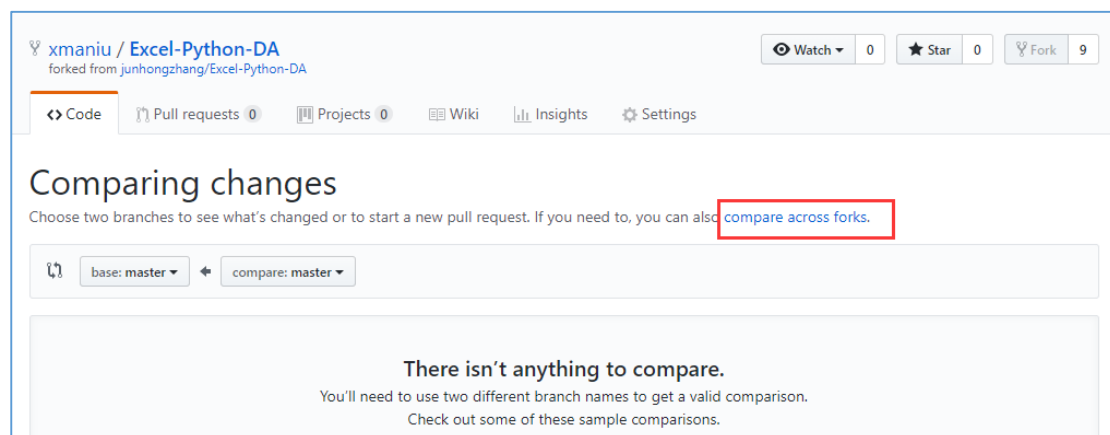 xmaniu / Excel-Python-DA
forked from junhongzhang/Excel-Python-DA
Watch 0 Star 0 Fork 9
Code Pull requests 0 Projects 0 Wiki Insights Settings
Comparing changes
Choose two branches to see what's changed or to start a new pull request. If you need to, you can also compare across forks.
base: master compare: master
There isn't anything to compare.
You'll need to use two different branch names to get a valid comparison.
Check out some of these sample comparisons.